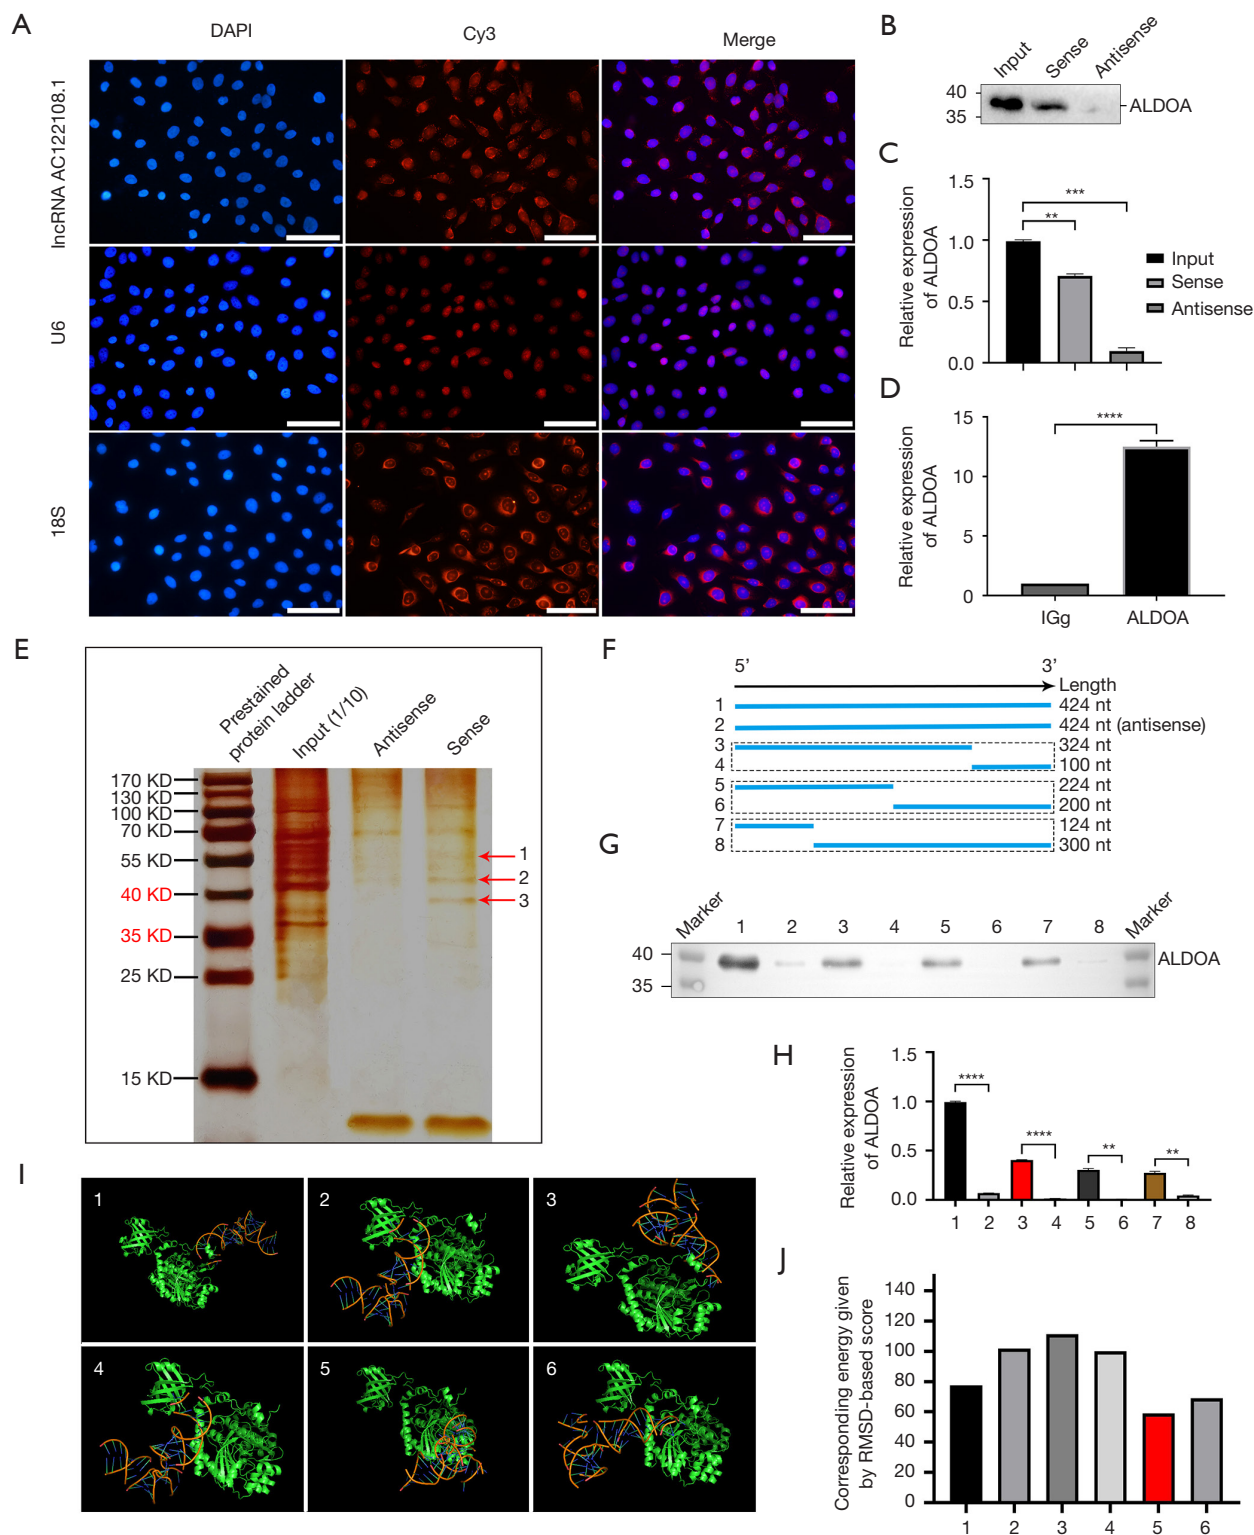 A
DAPI
Cy3
Merge
lncRNA AC122108.1
U6
18S
B
Input
Sense
Antisense
40
35
ALDOA
C
Relative expression
of ALDOA
1.5
1.0
0.5
0.0
**
***
Input
Sense
Antisense
D
Relative expression
of ALDOA
15
10
5
0
****
IGg
ALDOA
E
Prestained
protein ladder
Input (1/10)
Antisense
Sense
170 KD
130 KD
100 KD
70 KD
55 KD
40 KD
35 KD
25 KD
15 KD
1
2
3
F
5’
3’
Length
1
424 nt
2
424 nt (antisense)
3
324 nt
4
100 nt
5
224 nt
6
200 nt
7
124 nt
8
300 nt
G
Marker
1 2 3 4 5 6 7 8
Marker
40
35
ALDOA
H
Relative expression
of ALDOA
1.5
1.0
0.5
0.0
****
****
**
**
1 2 3 4 5 6 7 8
I
1
2
3
4
5
6
J
Corresponding energy given
by RMSD-based score
140
120
100
80
60
40
20
0
1 2 3 4 5 6